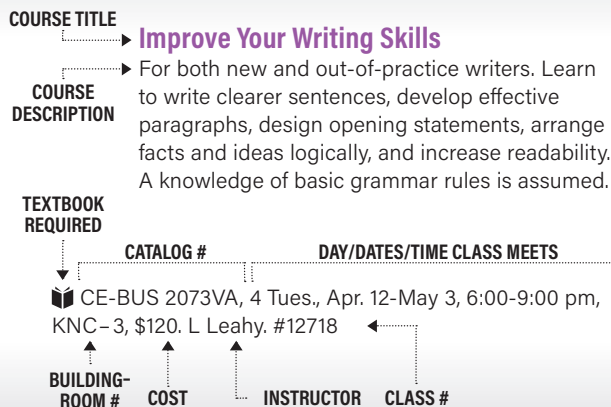 COURSE TITLE
Improve Your Writing Skills
COURSE
DESCRIPTION
For both new and out-of-practice writers. Learn
to write clearer sentences, develop effective
paragraphs, design opening statements, arrange
facts and ideas logically, and increase readability.
A knowledge of basic grammar rules is assumed.
TEXTBOOK
REQUIRED
CATALOG # DAY/DATES/TIME CLASS MEETS
CE-BUS 2073VA, 4 Tues., Apr. 12-May 3, 6:00-9:00 pm,
KNC–3, $120. L Leahy. #12718
BUILDING–
ROOM # COST INSTRUCTOR CLASS #